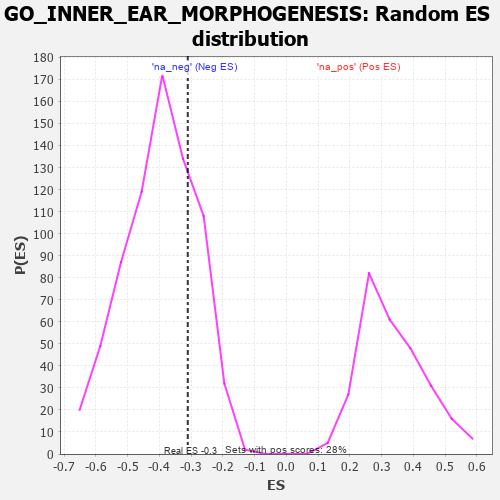 GO_INNER_EAR_MORPHOGENESIS: Random ES
distribution
'na_neg' (Neg ES)
'na_pos' (Pos ES)
180
170
160
150
140
130
120
110
100
90
80
70
60
50
40
30
20
10
0
P(ES)
Real ES -0.3
Sets with pos scores: 28%
-0.7 -0.6 -0.5 -0.4 -0.3 -0.2 -0.1 0.0 0.1 0.2 0.3 0.4 0.5 0.6
ES